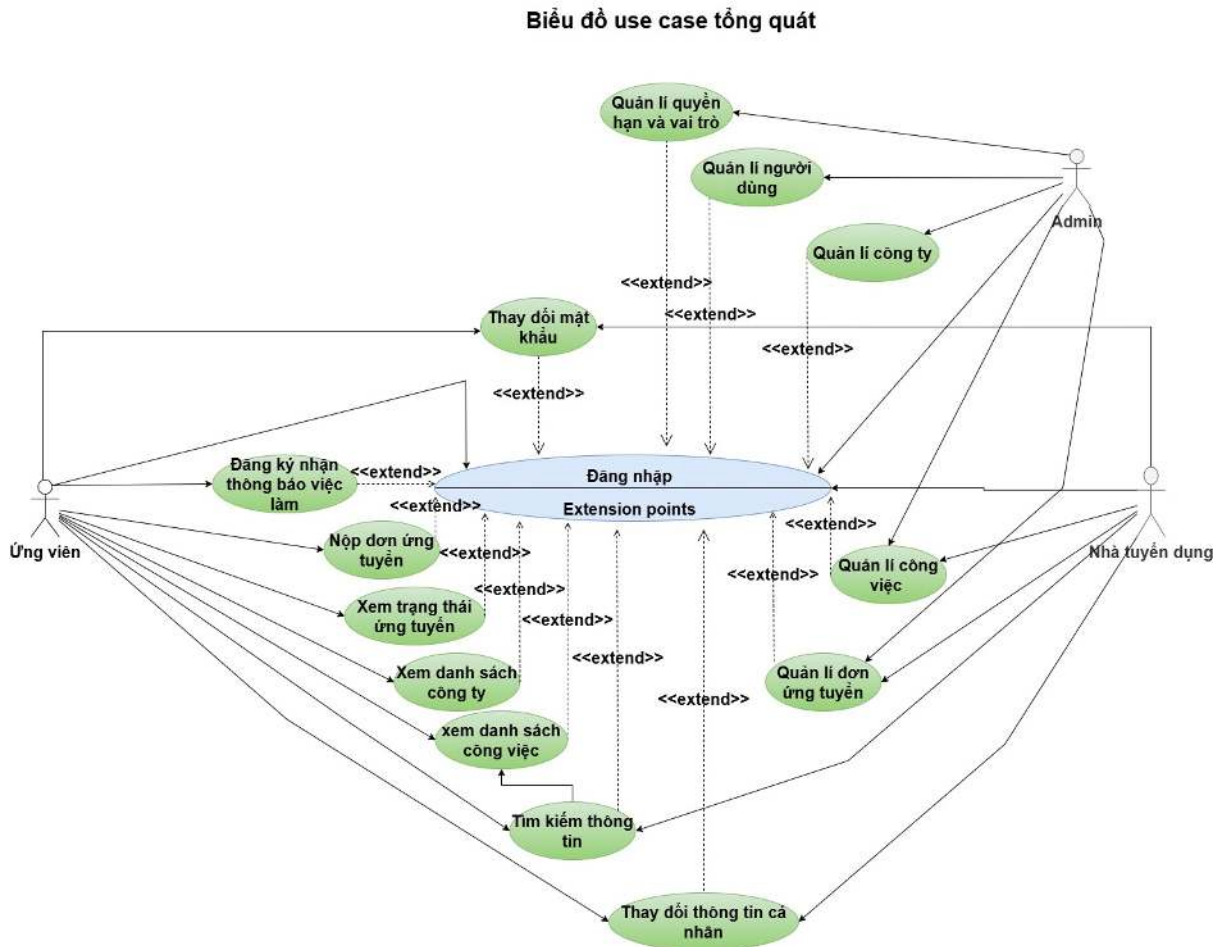 Biểu đồ use case tổng quát
Quản lí quyền
hạn và vai trò
Quản lí người
dùng
Admin
Quản lí công ty
<<extend>>
<<extend>>
Thay đổi mật
khẩu
<<extend>>
<<extend>>
Đăng ký nhận
thông báo việc
làm
<<extend>>
Đăng nhập
Extension points
<<extend>>
Ứng viên
Nộp đơn ứng
tuyển
<<extend>>
<<extend>>
Quản lí công
việc
Nhà tuyển dụng
<<extend>>
<<extend>>
Xem trạng thái
ứng tuyển
<<extend>>
<<extend>>
Xem danh sách
công ty
<<extend>>
Quản lí đơn
ứng tuyển
xem danh sách
công việc
Tìm kiếm thông
tin
Thay đổi thông tin cá
nhân